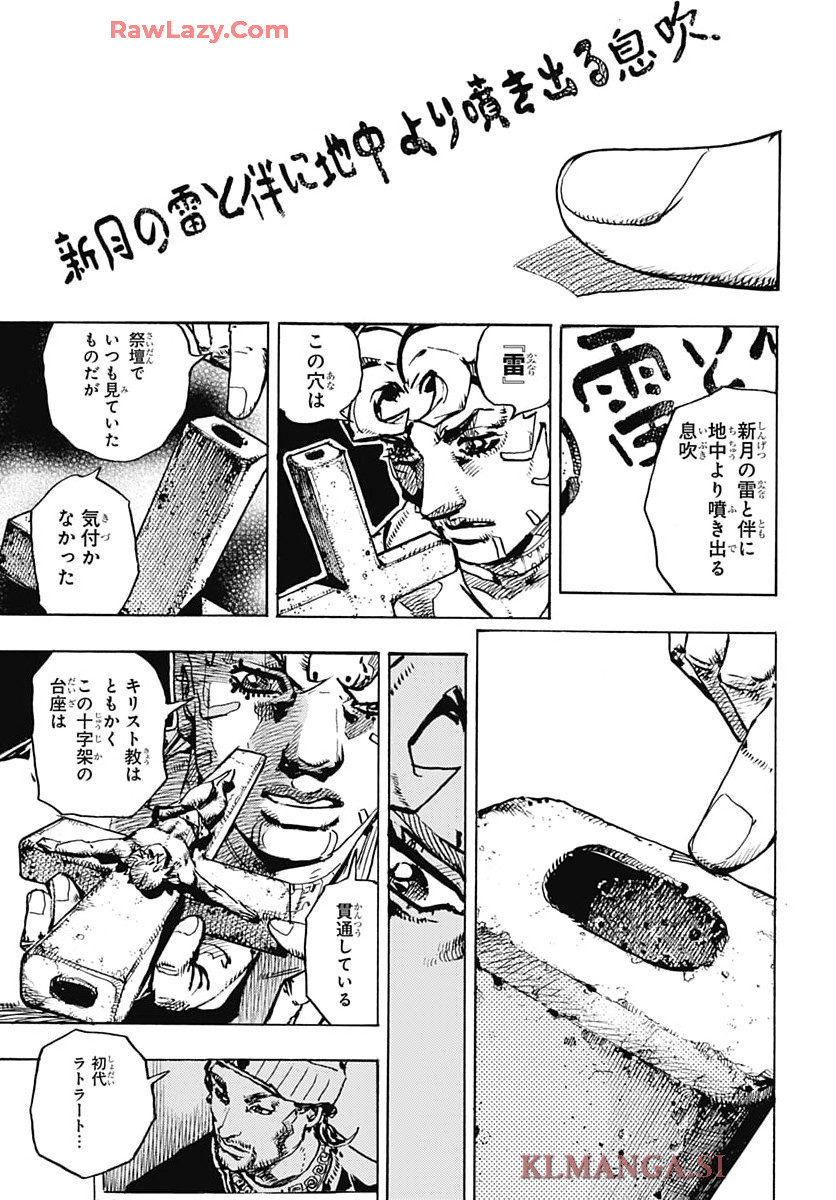 RawLazy.Com
新月の雷と伴に地中より噴き出る息吹
雷と
新月の雷と伴に
地中より噴き出る
息吹
『雷』
この穴は
祭壇で
いつも見ていた
ものだが
気付か
なかった
キリスト教は
ともかく
この十字架の
台座は
貫通している
初代
ラトラート…
KLMANGA.SI